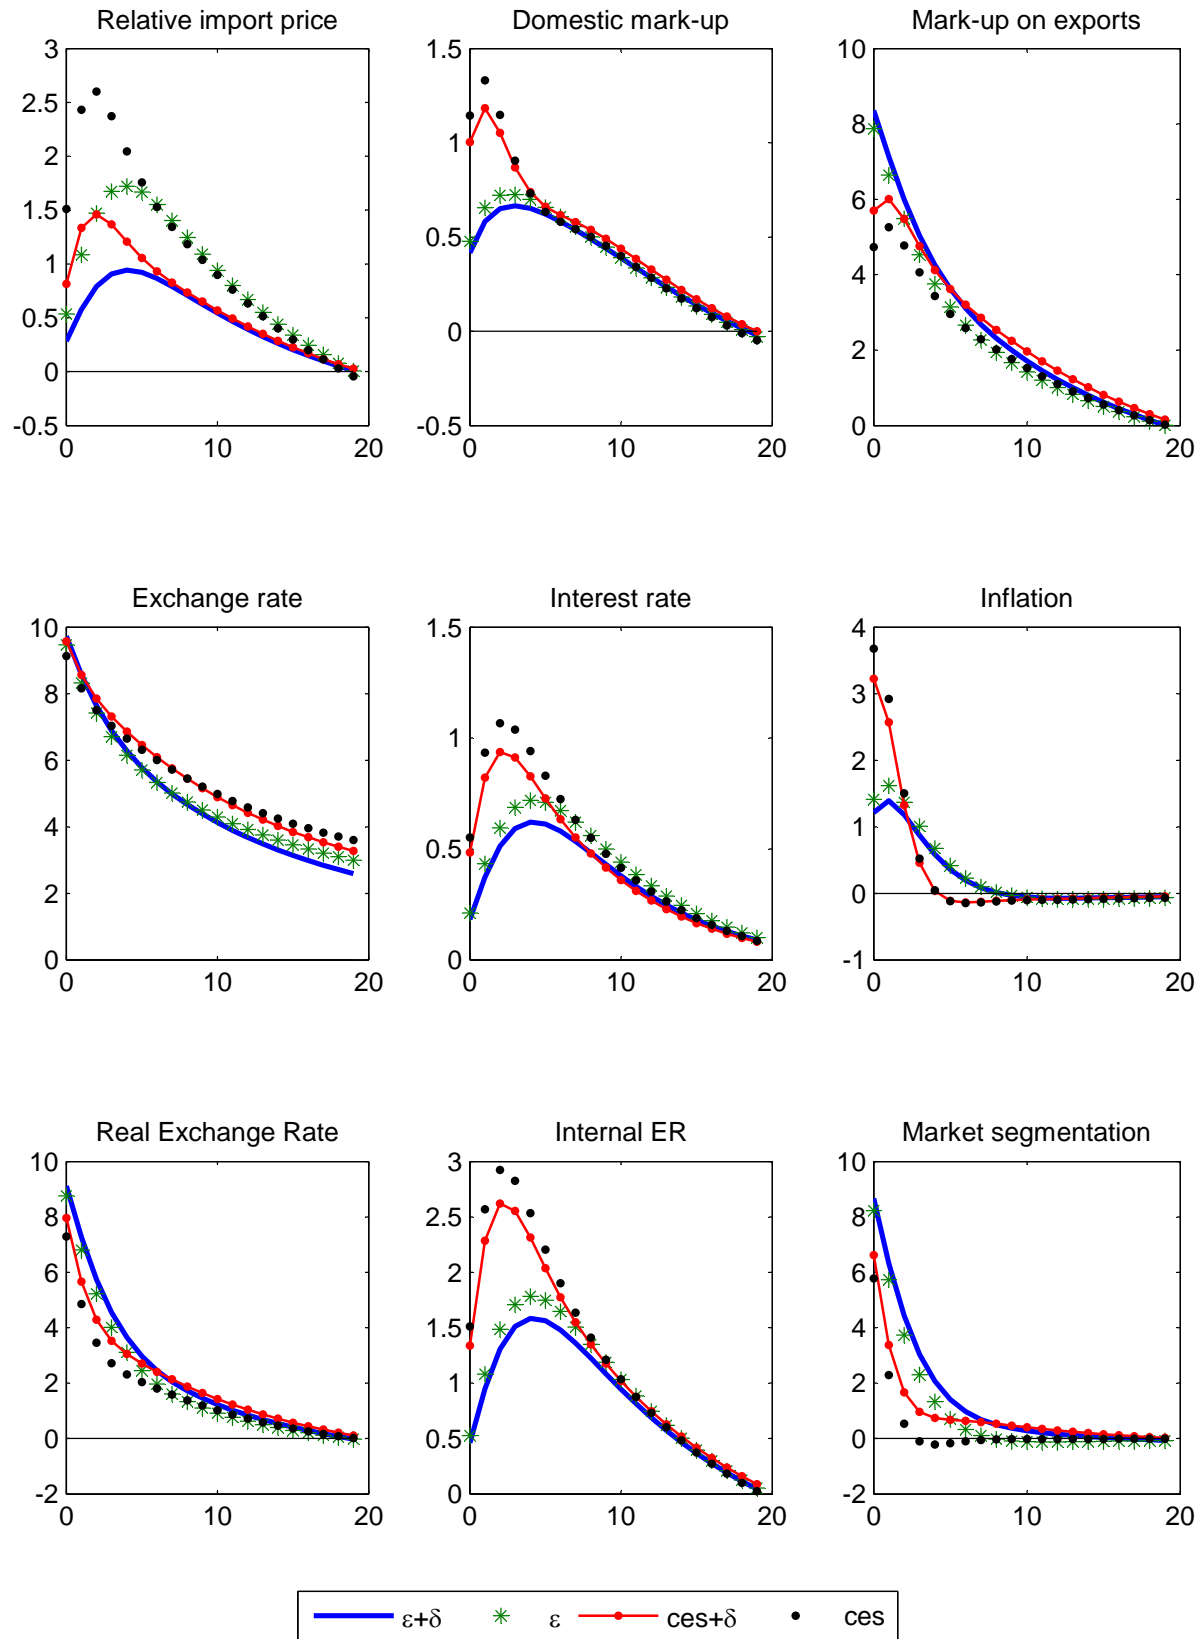 Relative import price
Domestic mark-up
Mark-up on exports
3
2.5
2
1.5
1
0.5
0
-0.5
0 10 20
1.5
1
0.5
0
-0.5
0 10 20
10
8
6
4
2
0
0 10 20
Exchange rate
Interest rate
Inflation
10
8
6
4
2
0
0 10 20
1.5
1
0.5
0
0 10 20
4
3
2
1
0
-1
0 10 20
Real Exchange Rate
Internal ER
Market segmentation
10
8
6
4
2
0
-2
0 10 20
3
2.5
2
1.5
1
0.5
0
0 10 20
10
8
6
4
2
0
-2
0 10 20
ε+δ ε ces+δ ces